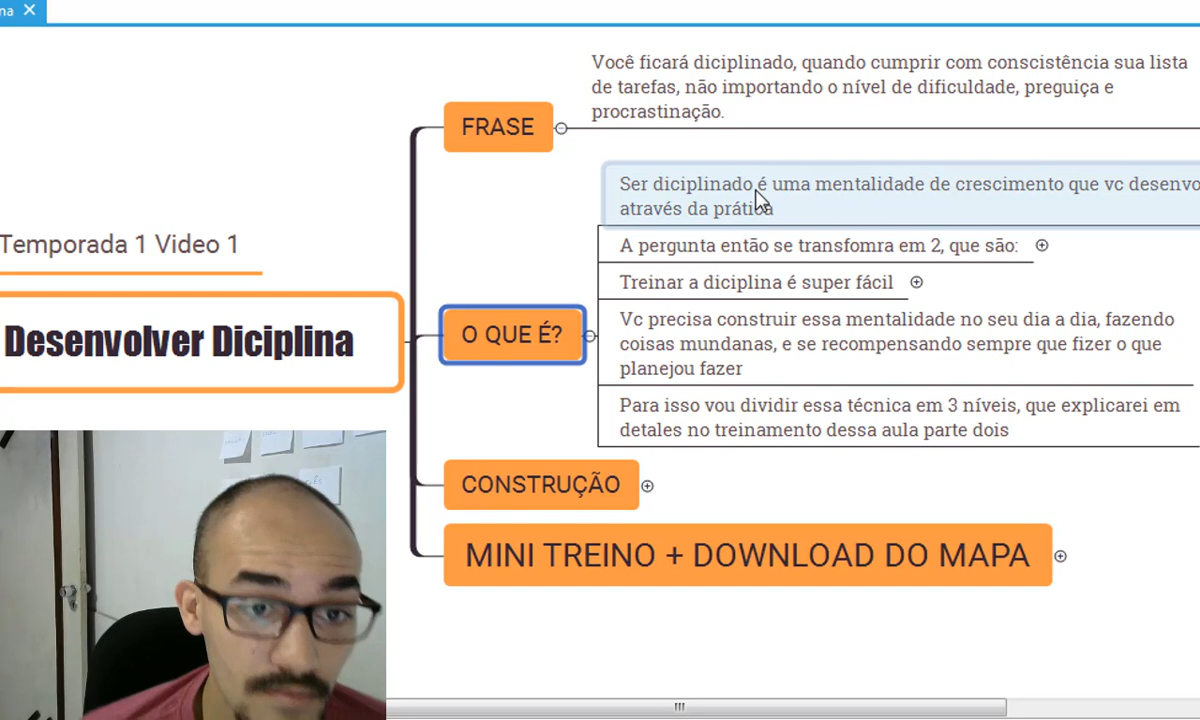 na
Você ficará diciplinado, quando cumprir com conscistência sua lista
de tarefas, não importando o nível de dificuldade, preguiça e
procrastinação.
FRASE
Ser diciplinado é uma mentalidade de crescimento que vc desenvo
através da prática
Temporada 1 Video 1
A pergunta então se transfomra em 2, que são:
Treinar a diciplina é super fácil
Desenvolver Diciplina
O QUE É?
Vc precisa construir essa mentalidade no seu dia a dia, fazendo
coisas mundanas, e se recompensando sempre que fizer o que
planejou fazer
Para isso vou dividir essa técnica em 3 níveis, que explicarei em
detales no treinamento dessa aula parte dois
CONSTRUÇÃO
MINI TREINO + DOWNLOAD DO MAPA